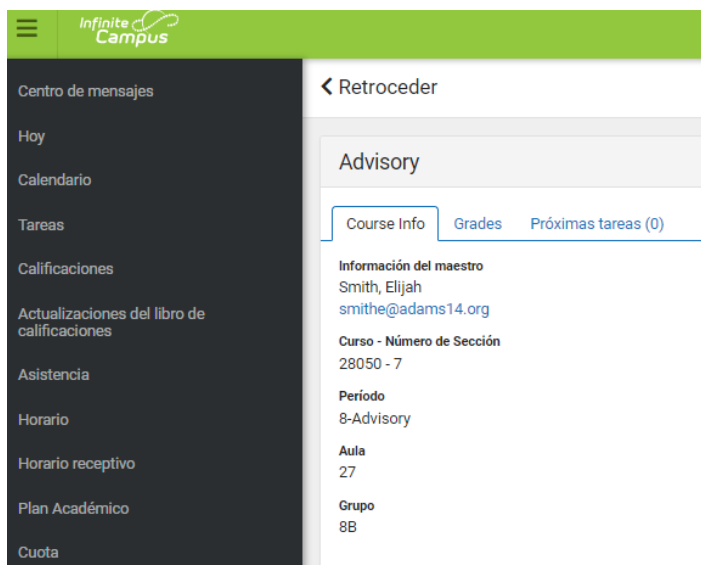 Infinite
Campus
Centro de mensajes
Hoy
Calendario
Tareas
Calificaciones
Actualizaciones del libro de
calificaciones
Asistencia
Horario
Horario receptivo
Plan Académico
Cuota
Retroceder
Advisory
Course Info Grades Próximas tareas (0)
Información del maestro
Smith, Elijah
smithe@adams14.org
Curso - Número de Sección
28050 - 7
Período
8-Advisory
Aula
27
Grupo
8B